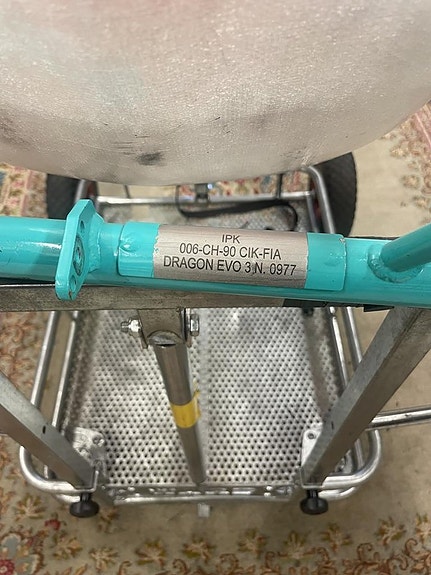 IPK
006-CH-90 CIK-FIA
DRAGON EVO 3 N. 0977